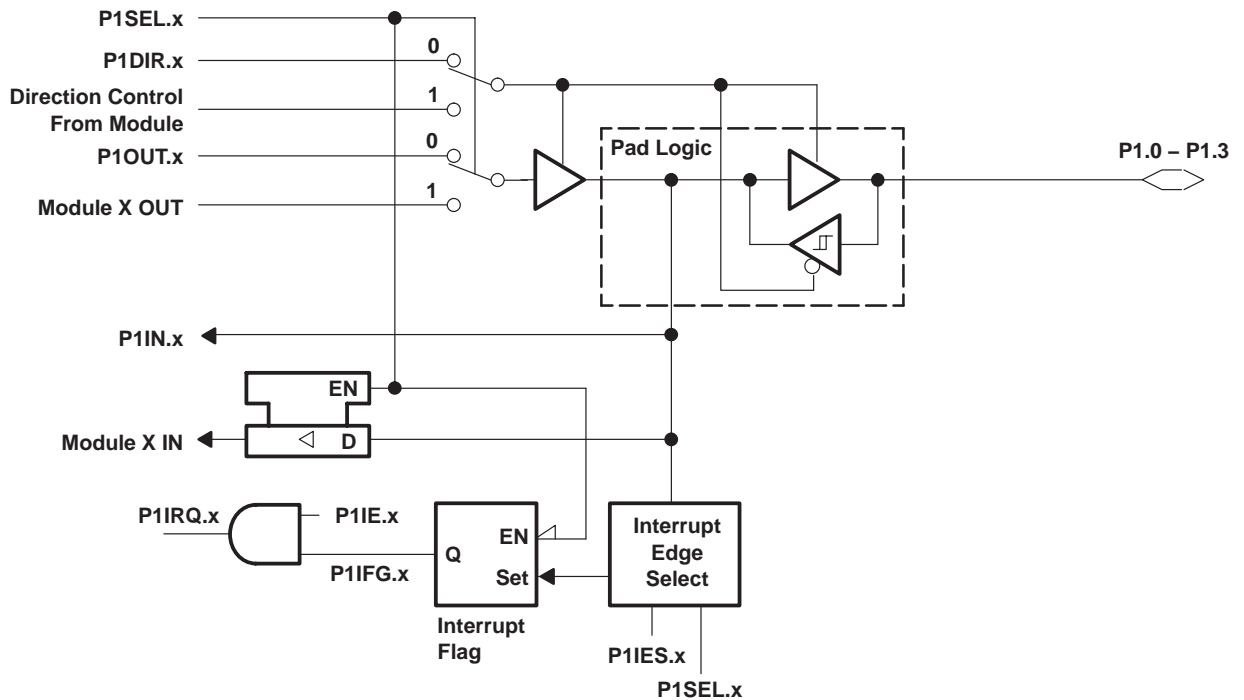 P1SEL.x
0
P1DIR.x
Direction Control
From Module
1
0
P1OUT.x
1
Module X OUT
Pad Logic
P1.0 – P1.3
P1IN.x
EN
Module X IN
D
P1IRQ.x
P1IE.x
P1IFG.x
Q
EN
Set
Interrupt
Flag
Interrupt
Edge
Select
P1IES.x
P1SEL.x